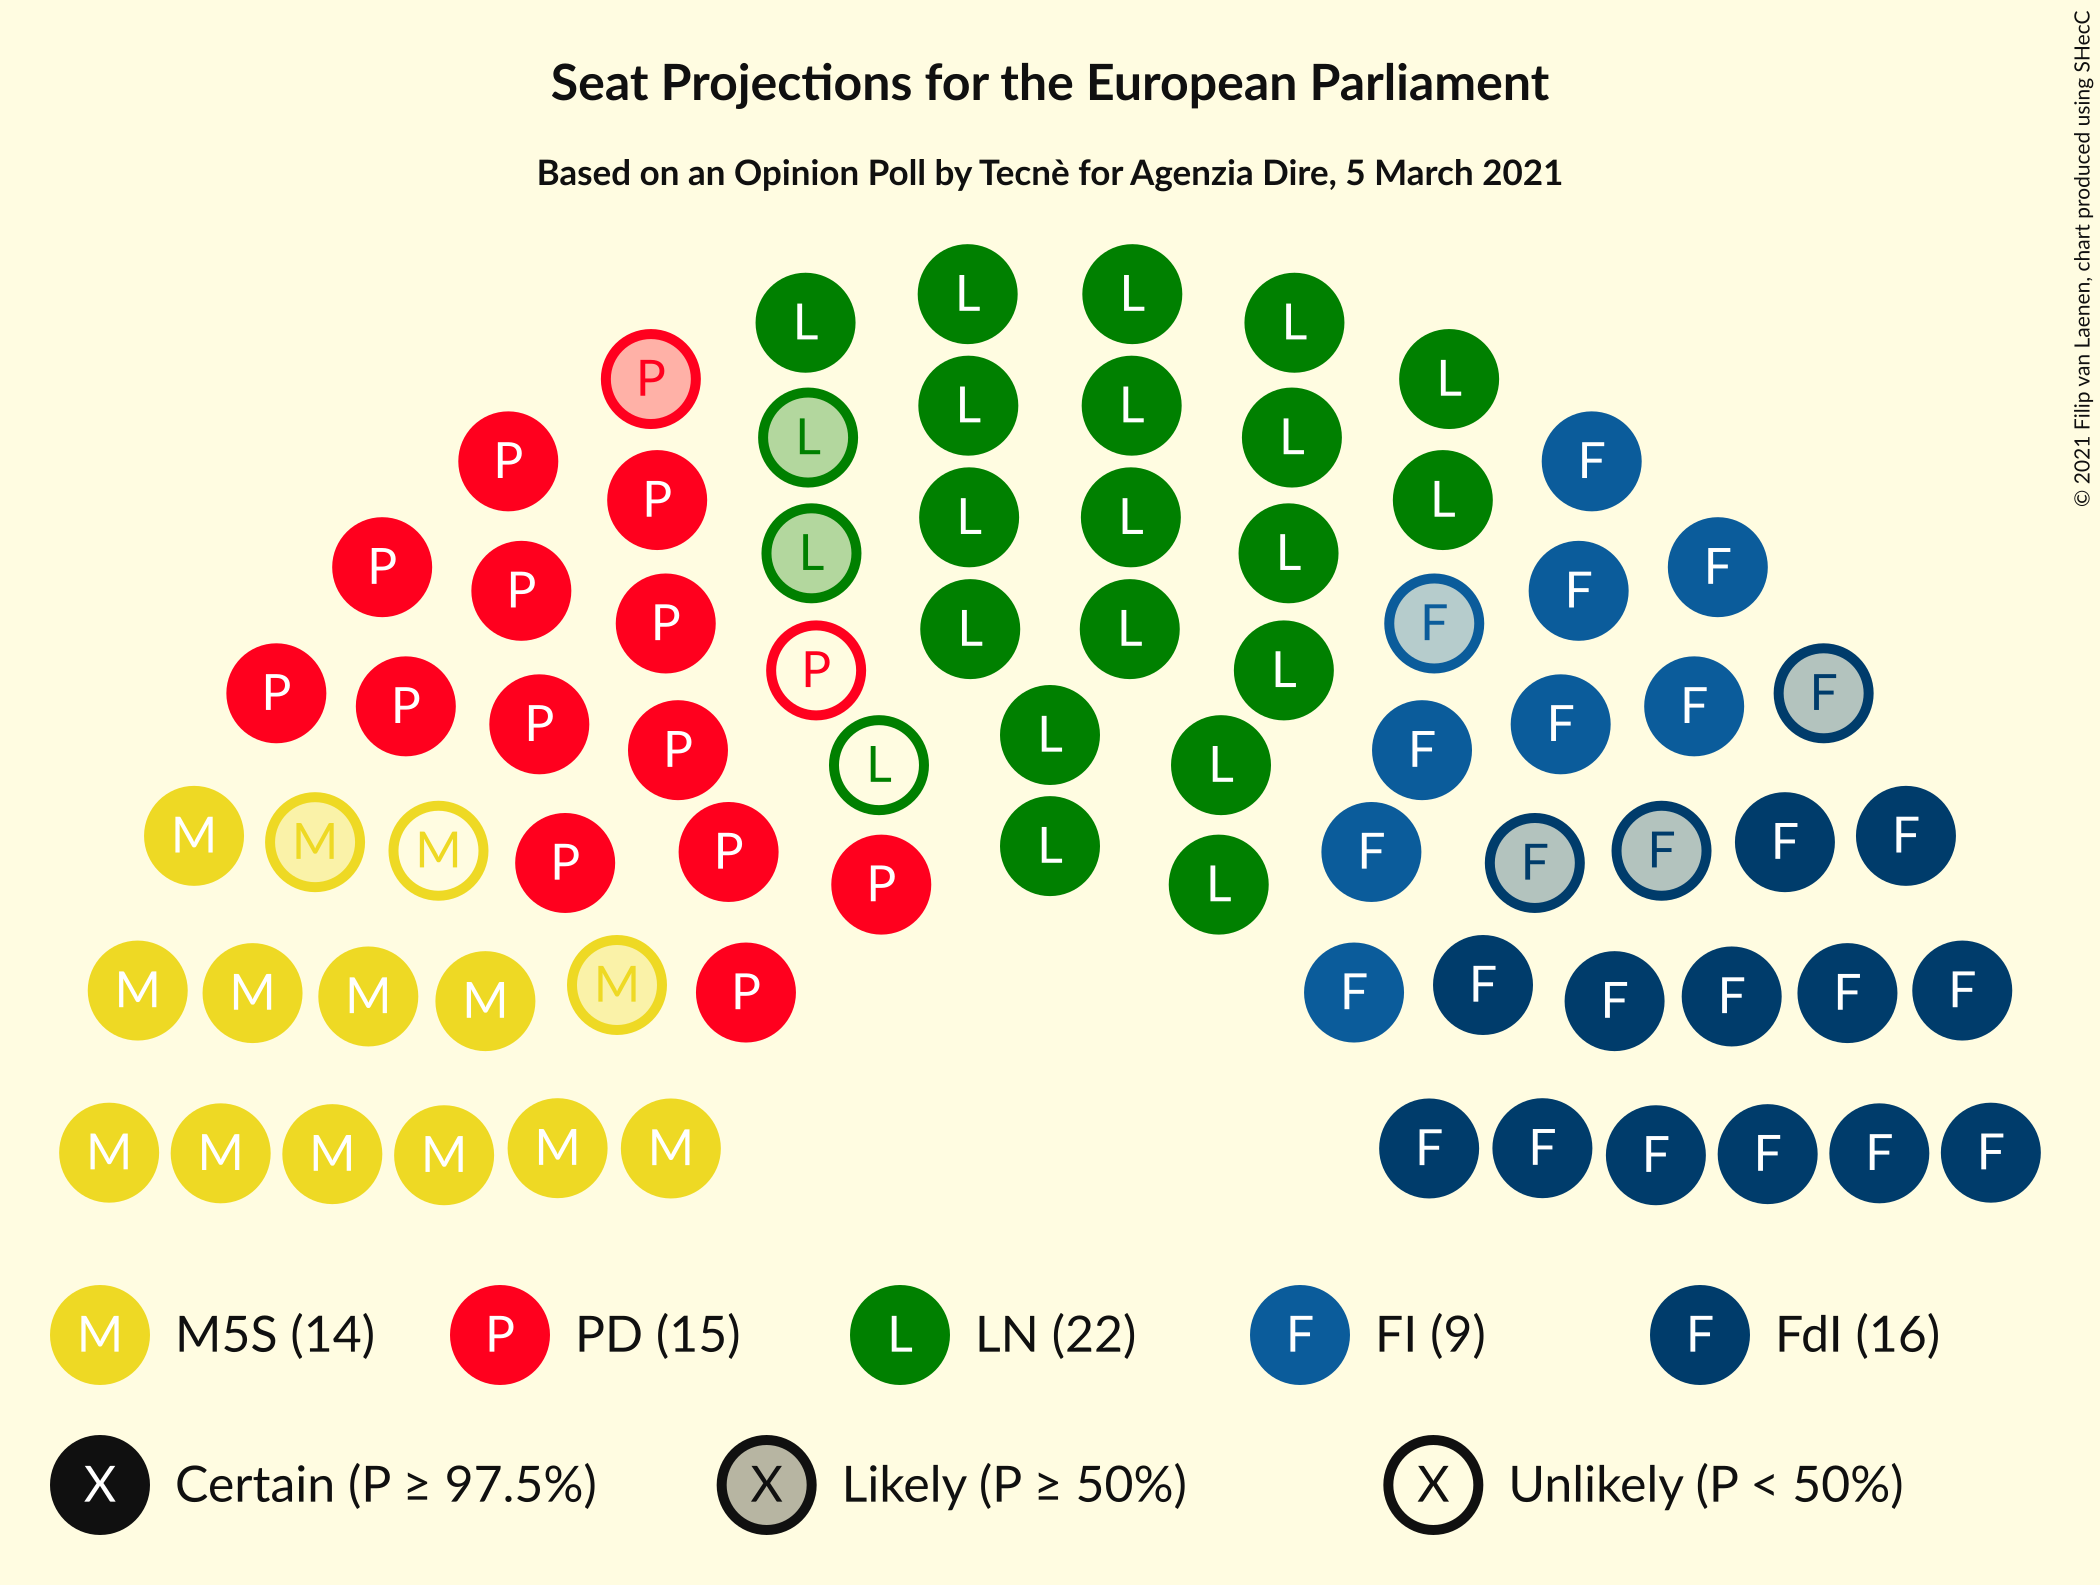 Seat Projections for the European Parliament
Based on an Opinion Poll by Tecnè for Agenzia Dire, 5 March 2021
© 2021 Filip van Laenen, chart produced using SHecC
L L
L L
P L
L L
L L
P F
P L
P L
L L
P F
P F
P F
L L
P L
P F
M F
P P
P F
P F
L L
L
M M P P L L F F F F F
M
P L
L
M M M M M P F F F F F F
M M M M M M F F F F F F
M M5S (14) P PD (15) L LN (22) F FI (9) F FdI (16)
X Certain (P ≥ 97.5%) X Likely (P ≥ 50%) X Unlikely (P < 50%)